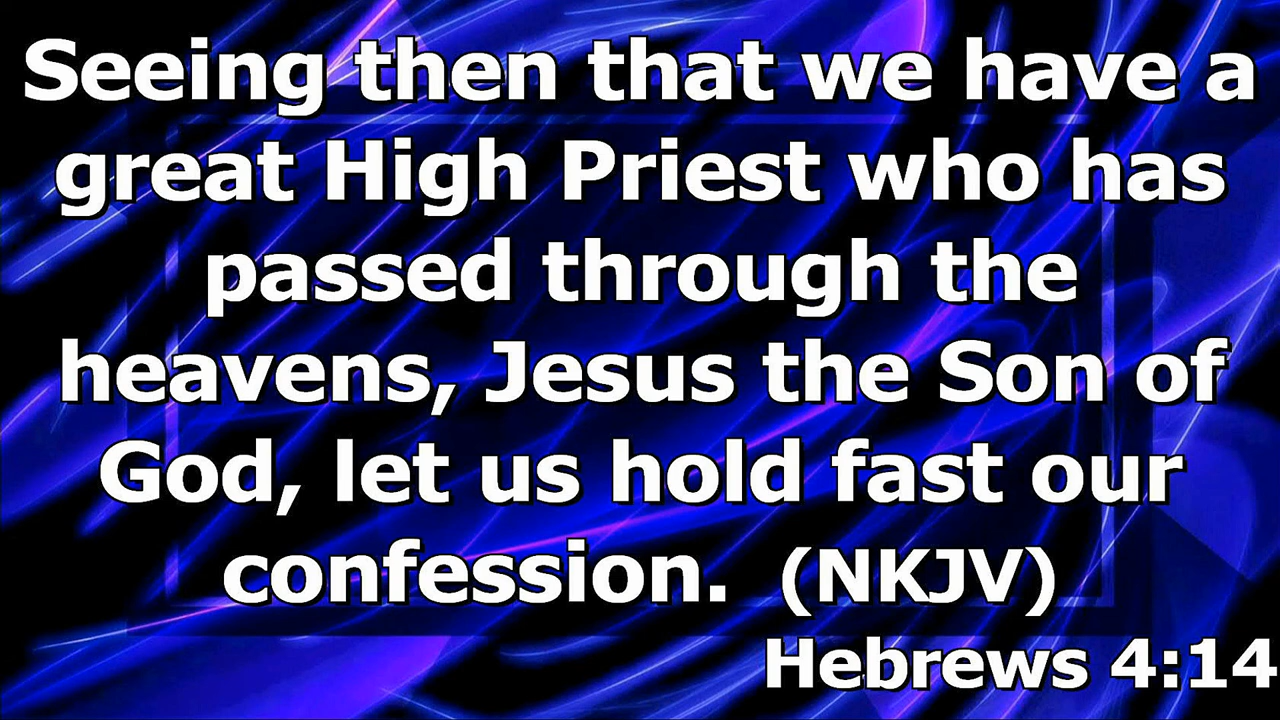 Seeing then that we have a
great High Priest who has
passed through the
heavens, Jesus the Son of
God, let us hold fast our
confession. (NKJV)
Hebrews 4:14